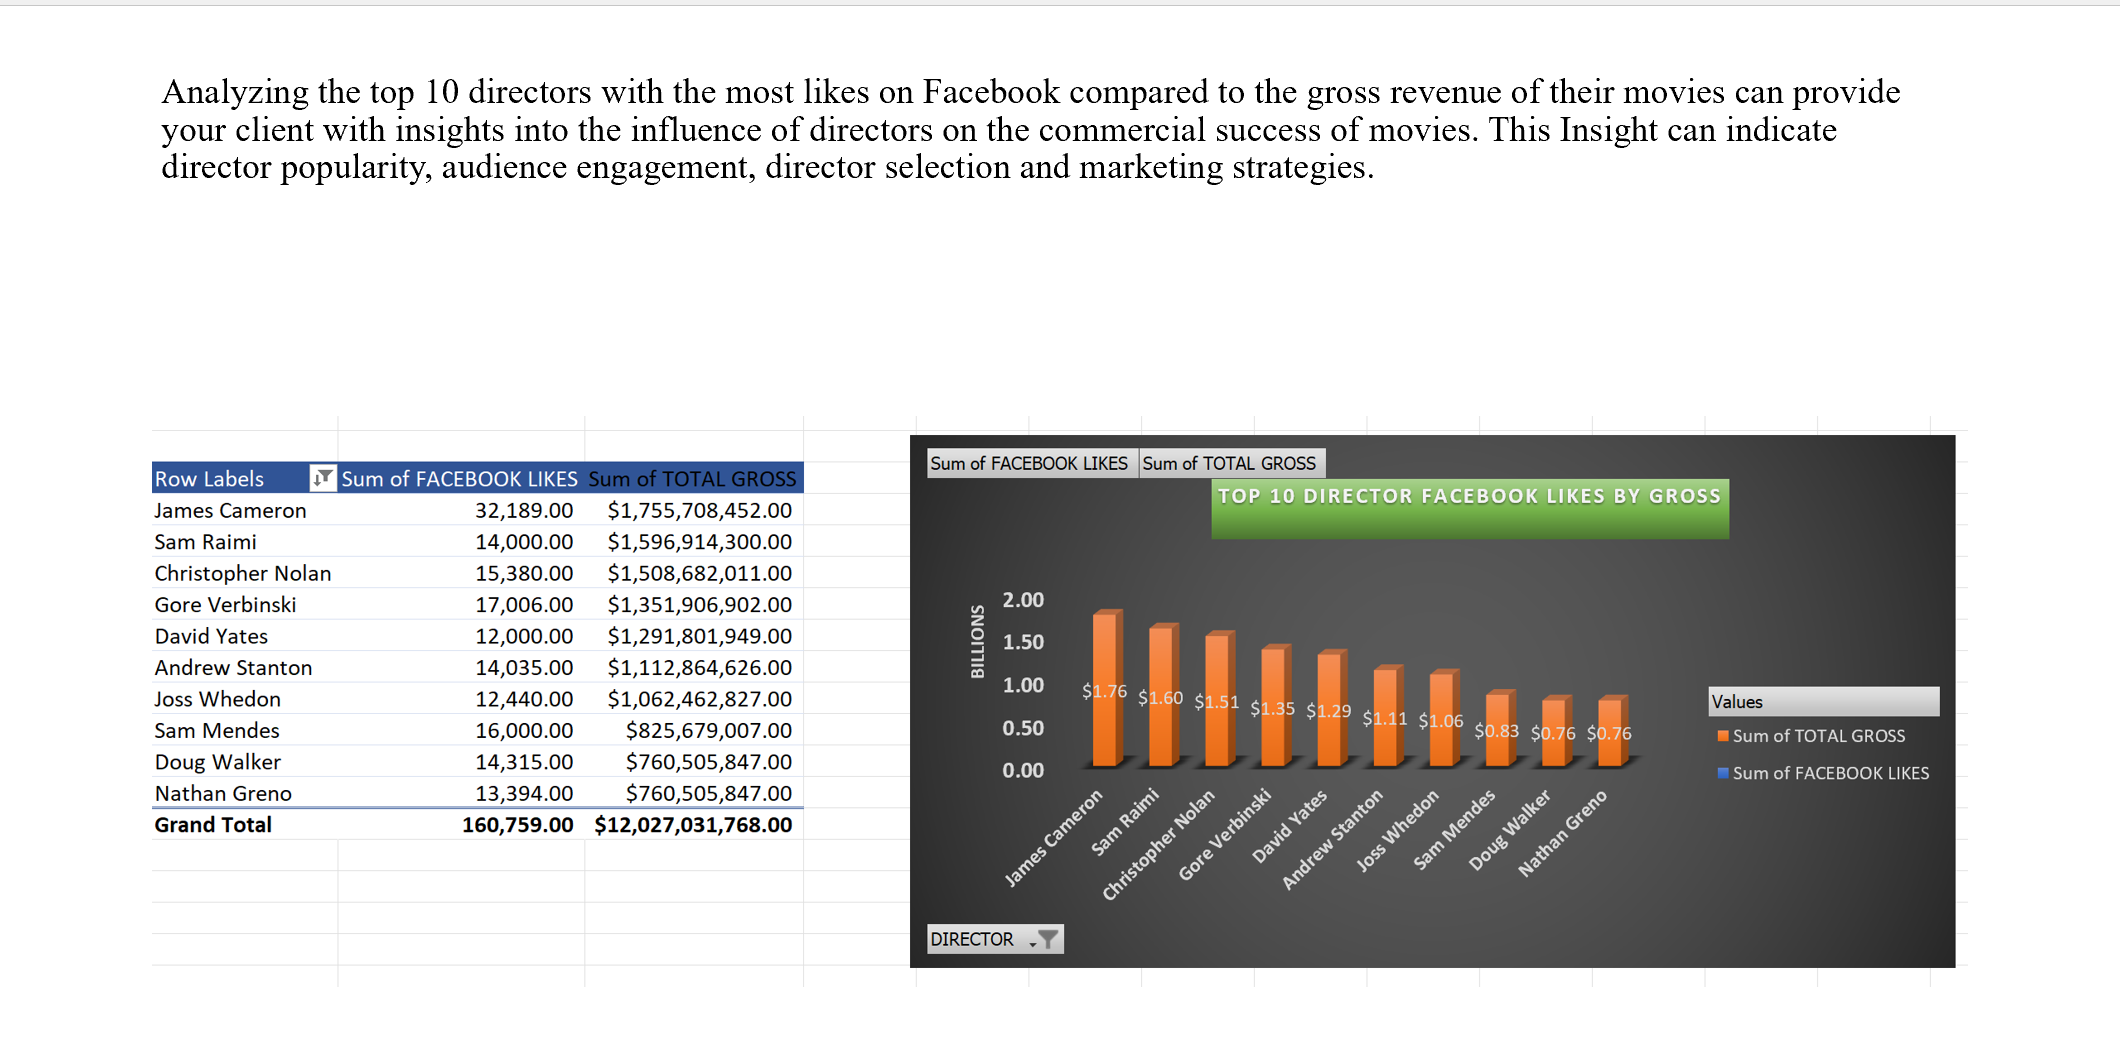 Analyzing the top 10 directors with the most likes on Facebook compared to the gross revenue of their movies can provide
your client with insights into the influence of directors on the commercial success of movies. This Insight can indicate
director popularity, audience engagement, director selection and marketing strategies.
Row Labels Sum of FACEBOOK LIKES Sum of TOTAL GROSS
James Cameron 32,189.00 $1,755,708,452.00
Sam Raimi 14,000.00 $1,596,914,300.00
Christopher Nolan 15,380.00 $1,508,682,011.00
Gore Verbinski 17,006.00 $1,351,906,902.00
David Yates 12,000.00 $1,291,801,949.00
Andrew Stanton 14,035.00 $1,112,864,626.00
Joss Whedon 12,440.00 $1,062,462,827.00
Sam Mendes 16,000.00 $825,679,007.00
Doug Walker 14,315.00 $760,505,847.00
Nathan Greno 13,394.00 $760,505,847.00
Grand Total 160,759.00 $12,027,031,768.00
Sum of FACEBOOK LIKES Sum of TOTAL GROSS
TOP 10 DIRECTOR FACEBOOK LIKES BY GROSS
BILLIONS
2.00
1.50
1.00
0.50
0.00
$1.76 $1.60 $1.51 $1.35 $1.29 $1.11 $1.06 $0.83 $0.76 $0.76
James Cameron
Sam Raimi
Christopher Nolan
Gore Verbinski
David Yates
Andrew Stanton
Joss Whedon
Sam Mendes
Doug Walker
Nathan Greno
Values
Sum of TOTAL GROSS
Sum of FACEBOOK LIKES
DIRECTOR